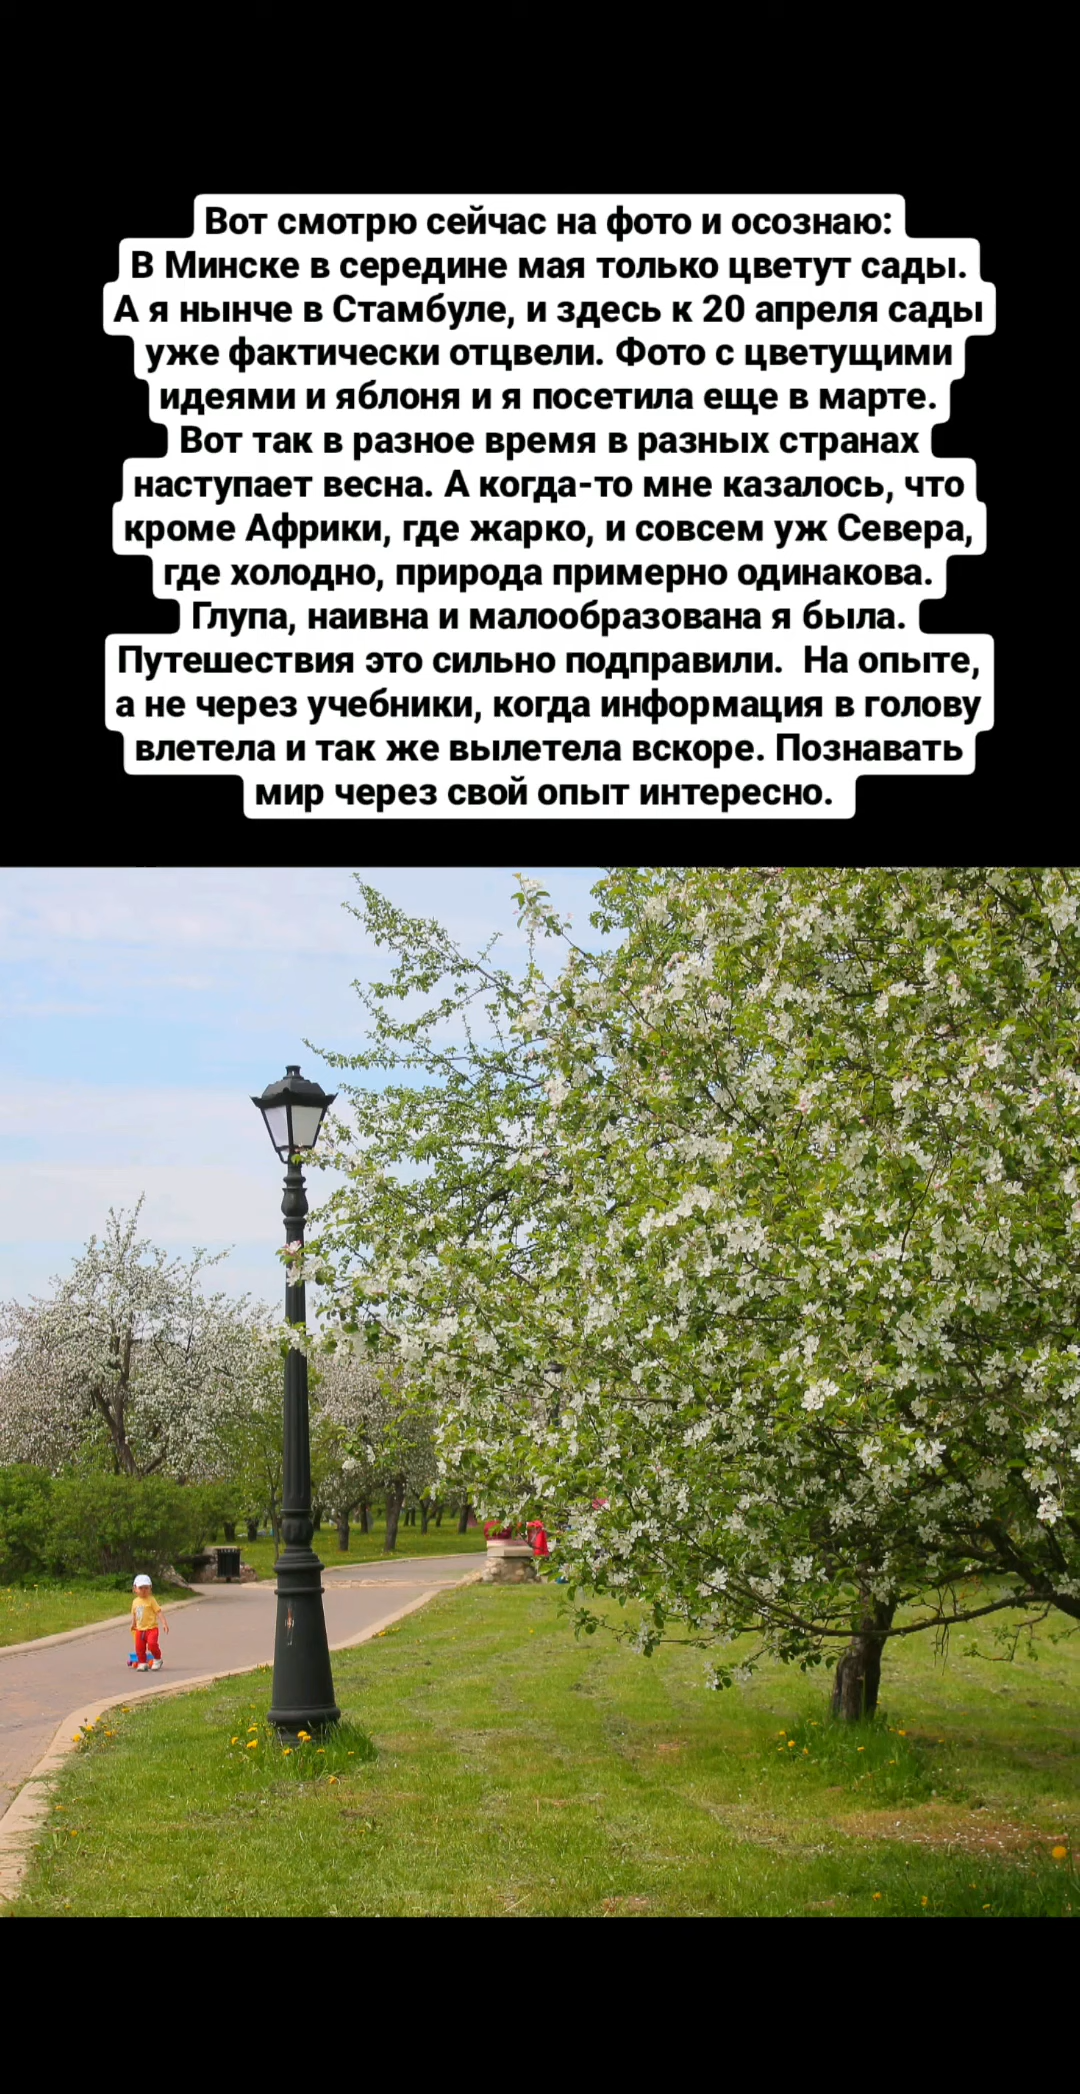 Вот смотрю сейчас на фото и осознаю:
В Минске в середине мая только цветут сады.
А я нынче в Стамбуле, и здесь к 20 апреля сады
уже фактически отцвели. Фото с цветущими
идеями и яблоня и я посетила еще в марте.
Вот так в разное время в разных странах
наступает весна. А когда-то мне казалось, что
кроме Африки, где жарко, и совсем уж Севера,
где холодно, природа примерно одинакова.
Глупа, наивна и малообразована я была.
Путешествия это сильно подправили. На опыте,
а не через учебники, когда информация в голову
влетела и так же вылетела вскоре. Познавать
мир через свой опыт интересно.